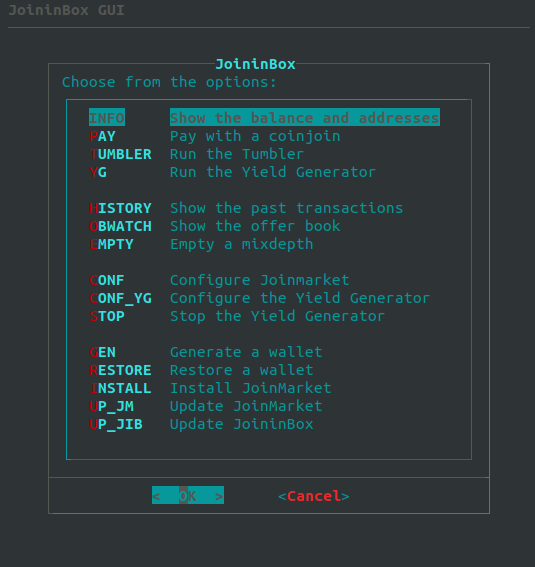 JoininBox GUI
JoininBox
Choose from the options:
INFO Show the balance and addresses
PAY Pay with a coinjoin
TUMBLER Run the Tumbler
YG Run the Yield Generator
HISTORY Show the past transactions
OBWATCH Show the offer book
EMPTY Empty a mixdepth
CONF Configure Joinmarket
CONF_YG Configure the Yield Generator
STOP Stop the Yield Generator
GEN Generate a wallet
RESTORE Restore a wallet
INSTALL Install JoinMarket
UP_JM Update JoinMarket
UP_JIB Update JoininBox
< OK > <Cancel>